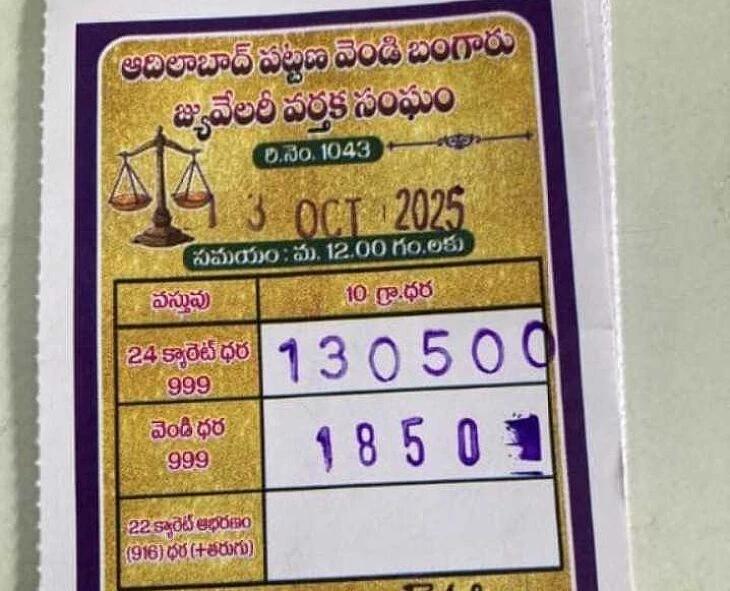 ఆదిలాబాద్ పట్టణ వెండి బంగారు
జ్యువేలరీ వర్తక సంఘం
రి.నెం. 1043
13 OCT 2025
సమయం : మ. 12.00 గం.లకు
వస్తువు 10 గ్రా.ధర
24 క్యారెట్ ధర
999 130500
వెండి ధర
999 1850
22 క్యారెట్ ఆభరణం
(916) ధర (+తరుగు)